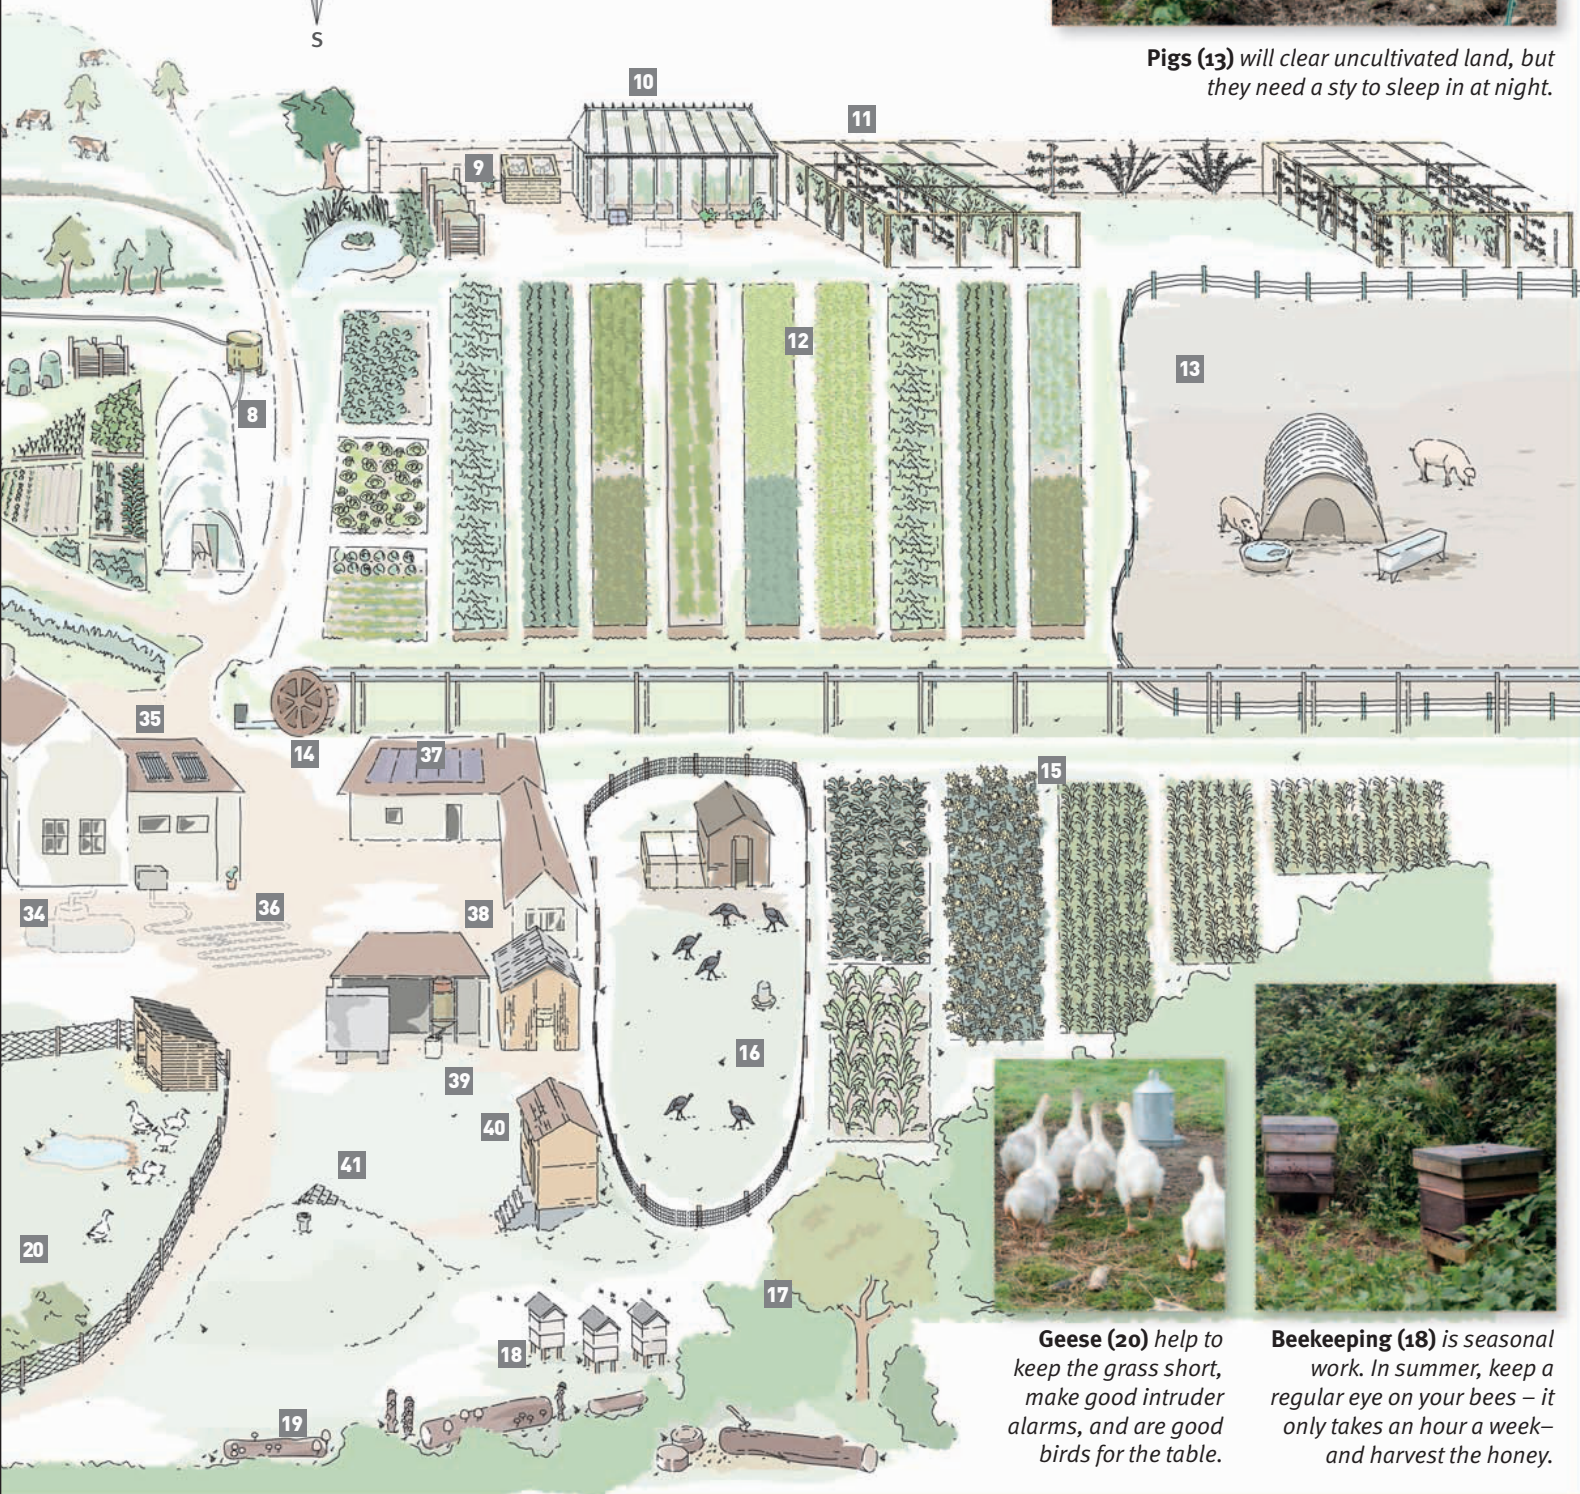 S
Pigs (13) will clear uncultivated land, but
they need a sty to sleep in at night.
10
11
9
12
13
8
35
14
37
15
34
36
38
16
39
40
41
20
17
18
19
Geese (20) help to
keep the grass short,
make good intruder
alarms, and are good
birds for the table.
Beekeeping (18) is seasonal
work. In summer, keep a
regular eye on your bees – it
only takes an hour a week–
and harvest the honey.